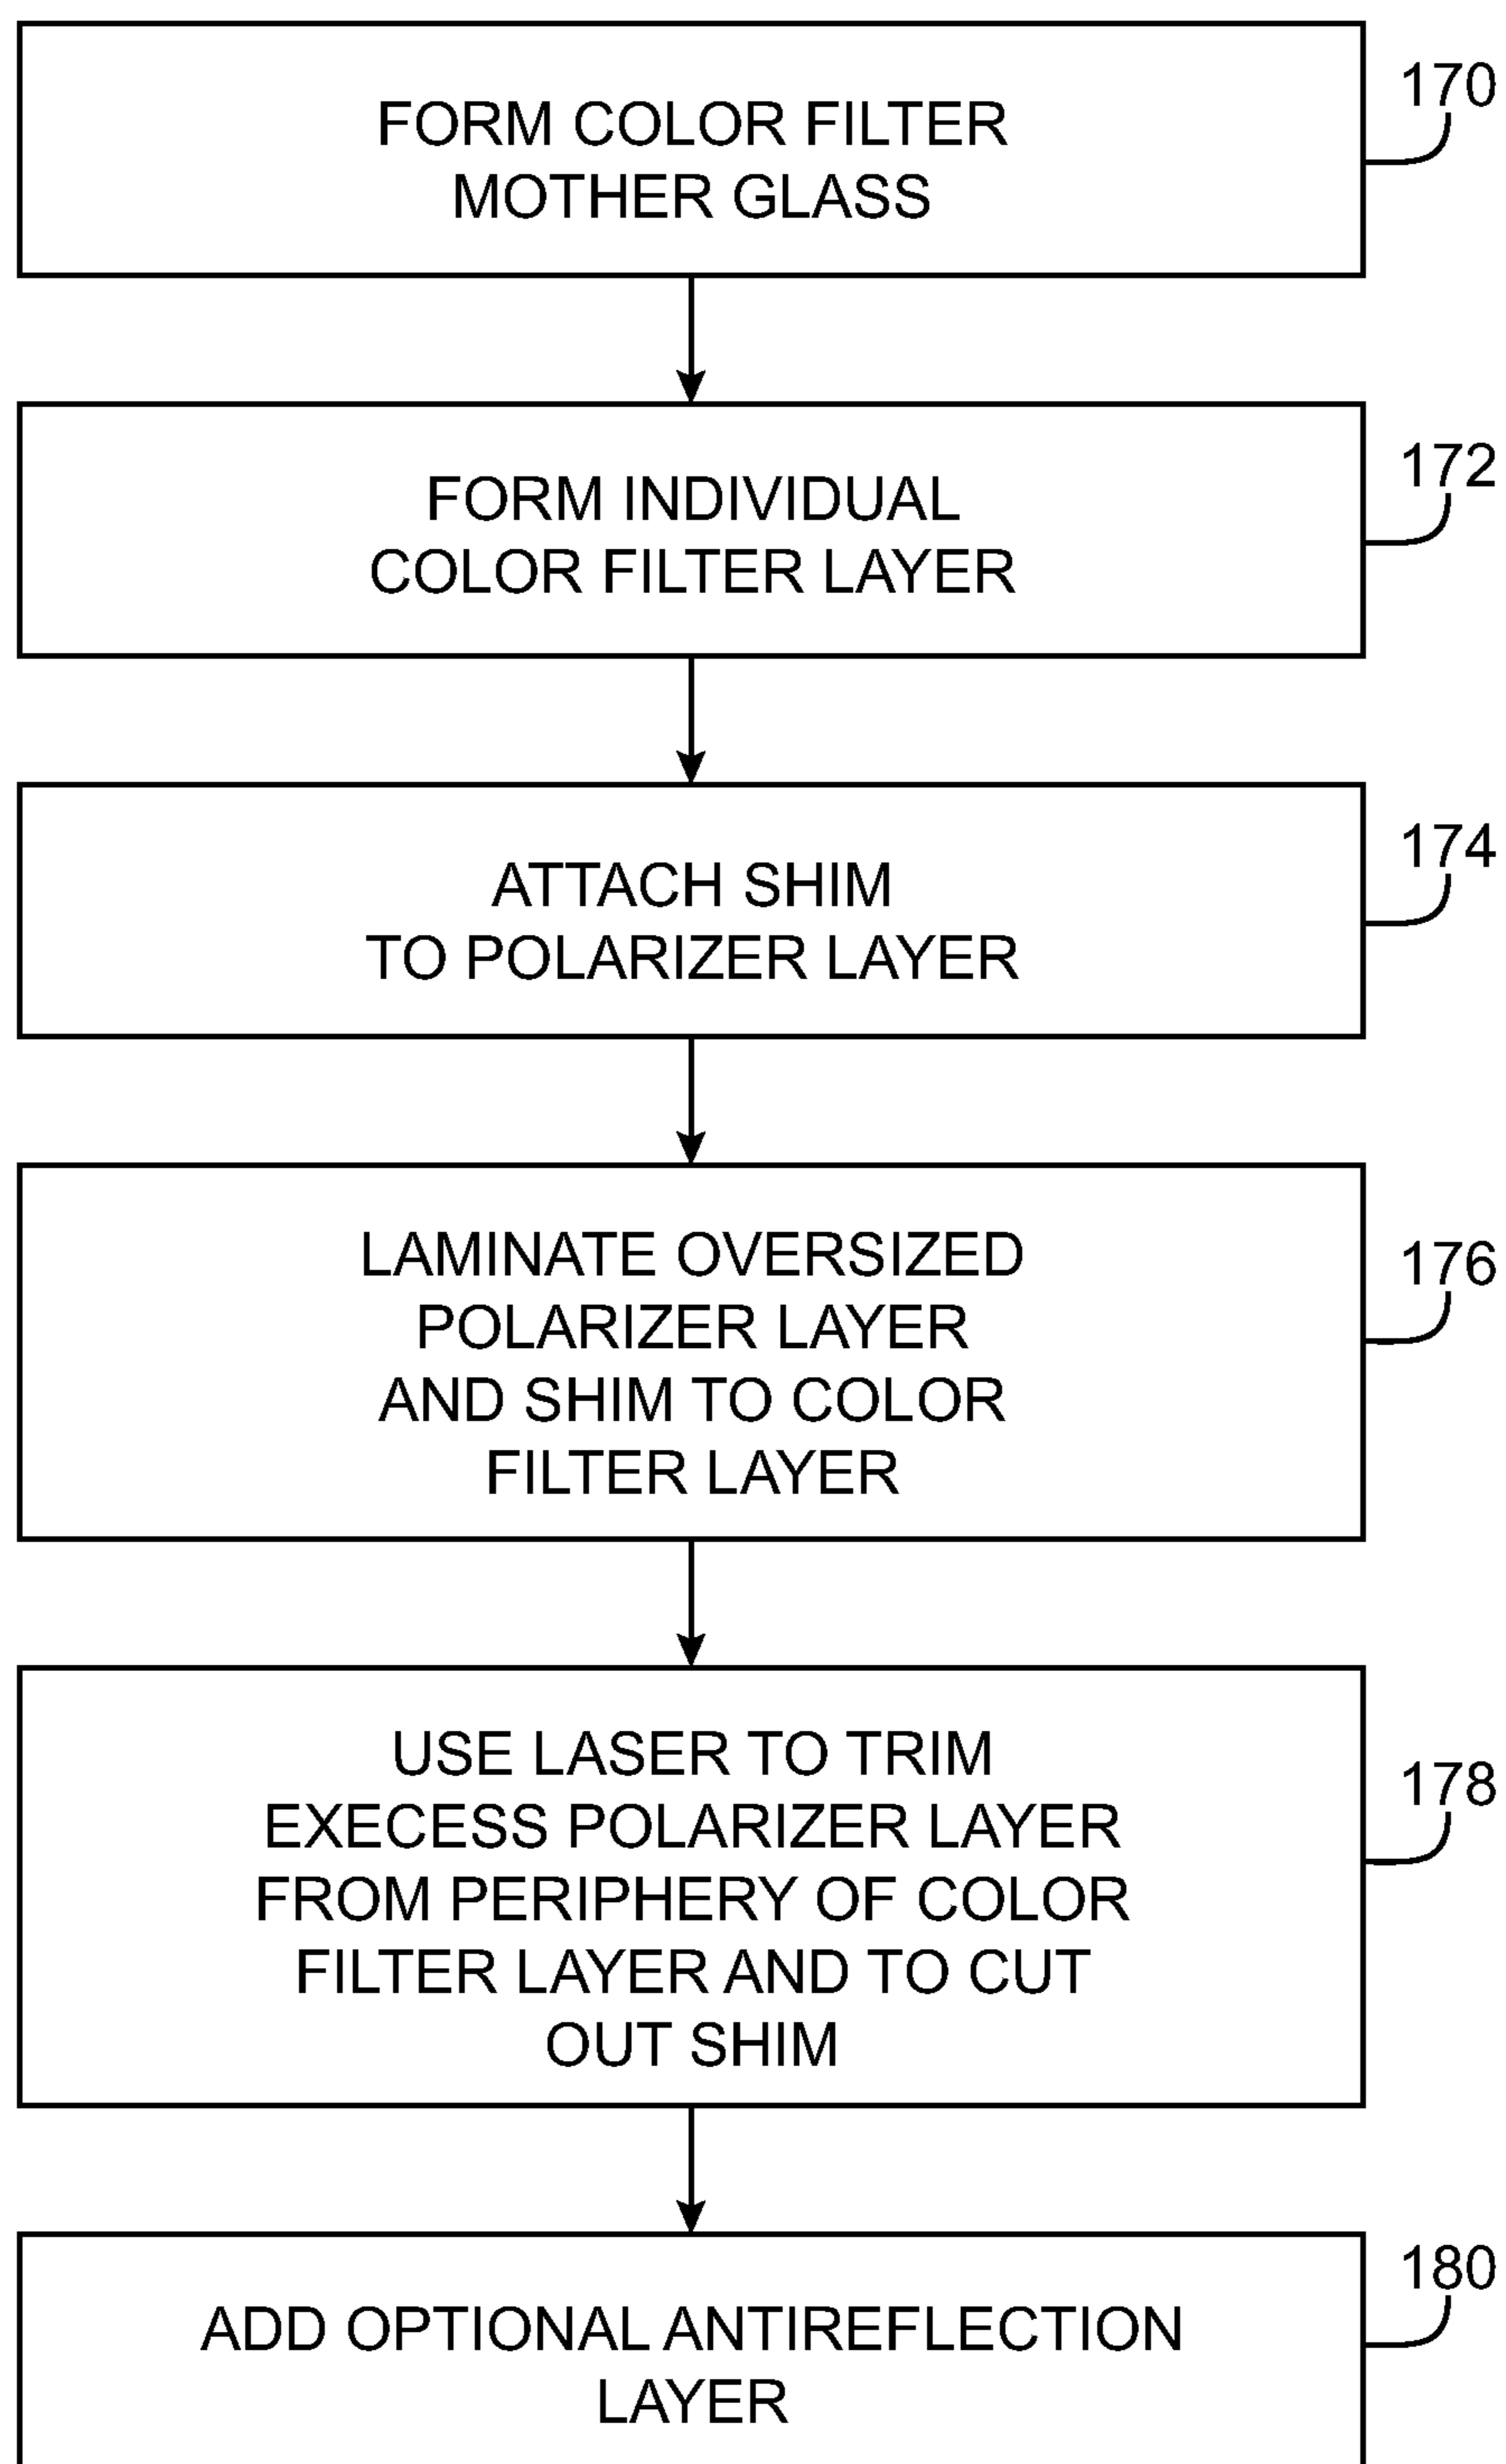 170
FORM COLOR FILTER
MOTHER GLASS
172
FORM INDIVIDUAL
COLOR FILTER LAYER
174
ATTACH SHIM
TO POLARIZER LAYER
176
LAMINATE OVERSIZED
POLARIZER LAYER
AND SHIM TO COLOR
FILTER LAYER
178
USE LASER TO TRIM
EXECESS POLARIZER LAYER
FROM PERIPHERY OF COLOR
FILTER LAYER AND TO CUT
OUT SHIM
180
ADD OPTIONAL ANTIREFLECTION
LAYER